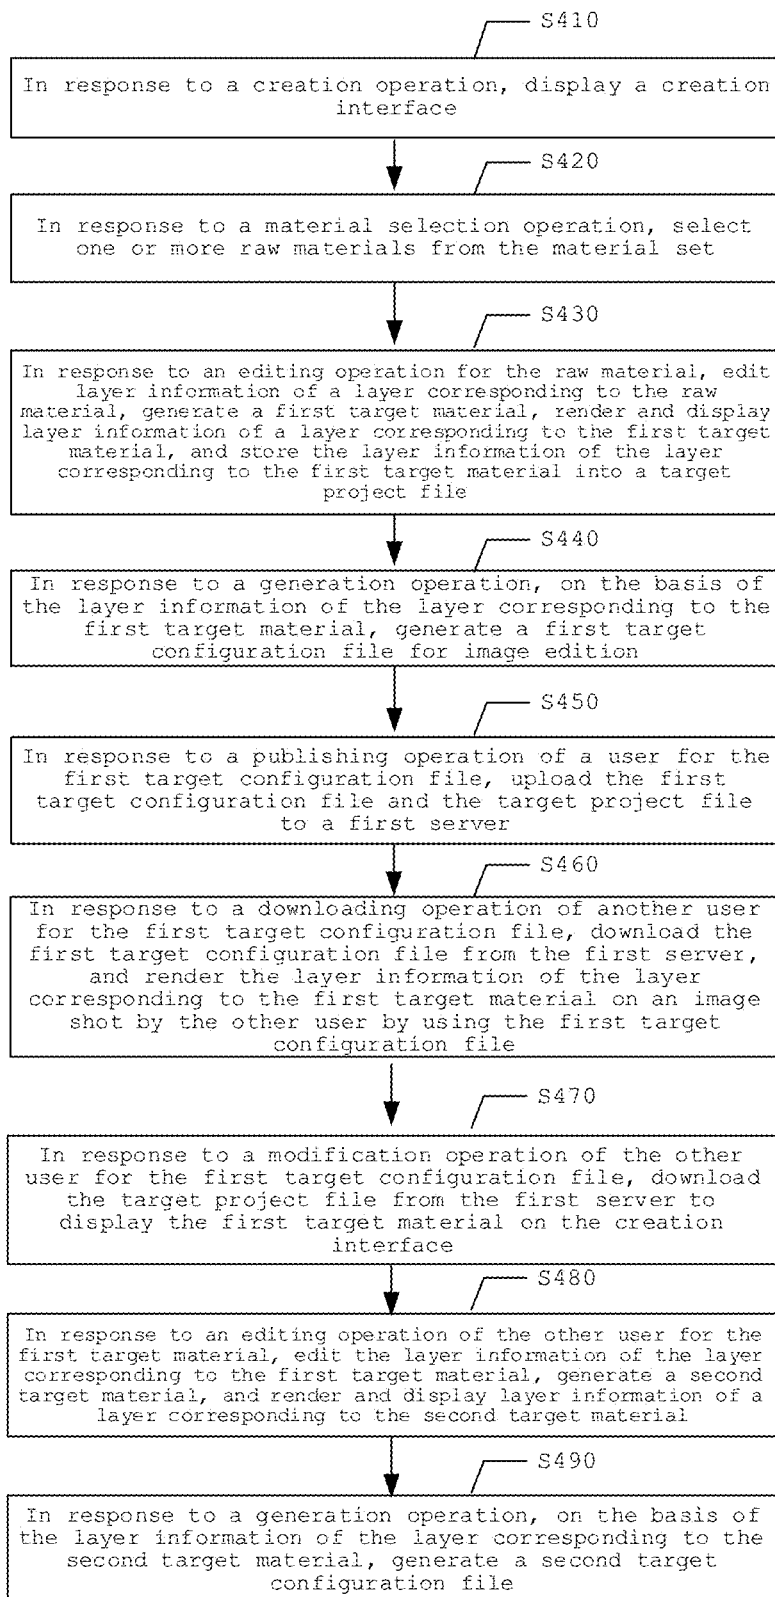 S410
In response to a creation operation, display a creation
interface
S420
In response to a material selection operation, select
one or more raw materials from the material set
S430
In response to an editing operation for the raw material, edit
layer information of a layer corresponding to the raw
material, generate a first target material, render and display
layer information of a layer corresponding to the first target
material, and store the layer information of the layer
corresponding to the first target material into a target
project file
S440
In response to a generation operation, on the basis of
the layer information of the layer corresponding to the
first target material, generate a first target
configuration file for image edition
S450
In response to a publishing operation of a user for the
first target configuration file, upload the first
target configuration file and the target project file
to a first server
S460
In response to a downloading operation of another user
for the first target configuration file, download the
first target configuration file from the first server,
and render the layer information of the layer
corresponding to the first target material on an image
shot by the other user by using the first target
configuration file
S470
In response to a modification operation of the other
user for the first target configuration file, download
the target project file from the first server to
display the first target material on the creation
interface
S480
In response to an editing operation of the other user for the
first target material, edit the layer information of the layer
corresponding to the first target material, generate a second
target material, and render and display layer information of a
layer corresponding to the second target material
S490
In response to a generation operation, on the basis of
the layer information of the layer corresponding to the
second target material, generate a second target
configuration file